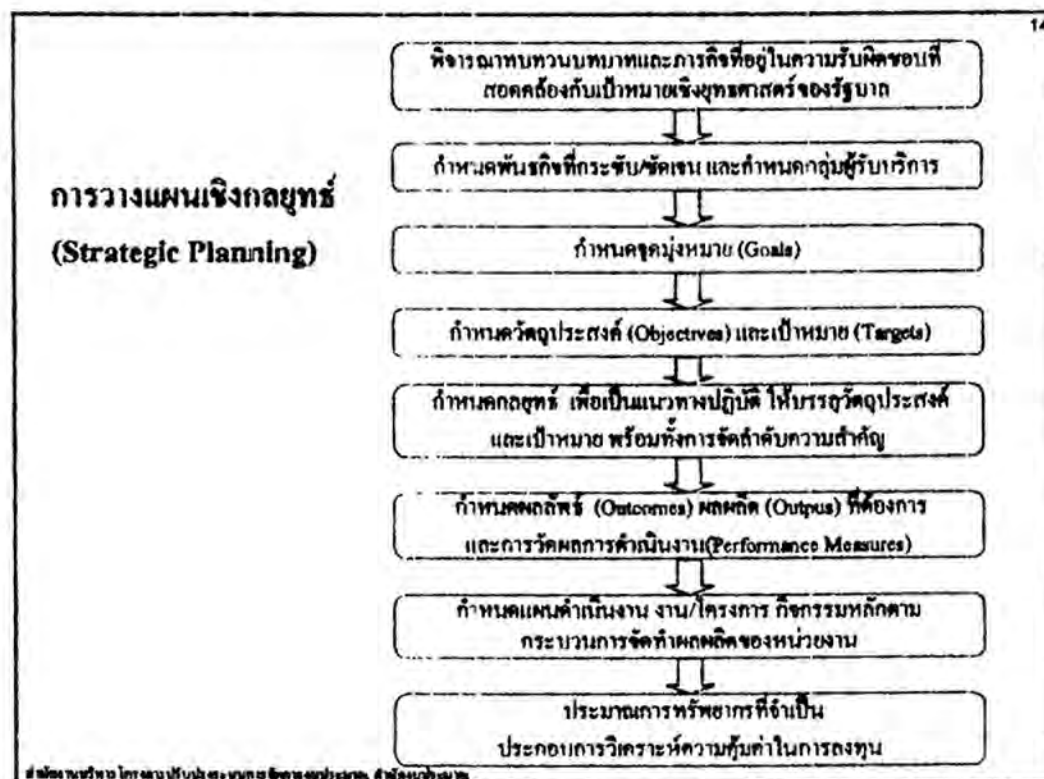 14
พิจารณาทบทวนบทบาทและภารกิจที่อยู่ในความรับผิดชอบที่
สอดคล้องกับเป้าหมายเชิงยุทธศาสตร์ของรัฐบาล
กำหนดพันธกิจที่กระชับ/ชัดเจน และกำหนดกลุ่มผู้รับบริการ
การวางแผนเชิงกลยุทธ์
(Strategic Planning)
กำหนดจุดมุ่งหมาย (Goals)
กำหนดวัตถุประสงค์ (Objectives) และเป้าหมาย (Targets)
กำหนดกลยุทธ์ เพื่อเป็นแนวทางปฏิบัติ ให้บรรลุวัตถุประสงค์
และเป้าหมาย พร้อมทั้งการจัดลำดับความสำคัญ
กำหนดผลลัพธ์ (Outcomes) ผลผลิต (Outpus) ที่ต้องการ
และการวัดผลการดำเนินงาน(Performance Measures)
กำหนดแผนดำเนินงาน งาน/โครงการ กิจกรรมหลักตาม
กระบวนการจัดทำผลผลิตของหน่วยงาน
ประมาณการทรัพยากรที่จำเป็น
ประกอบการวิเคราะห์ความคุ้มค่าในการลงทุน